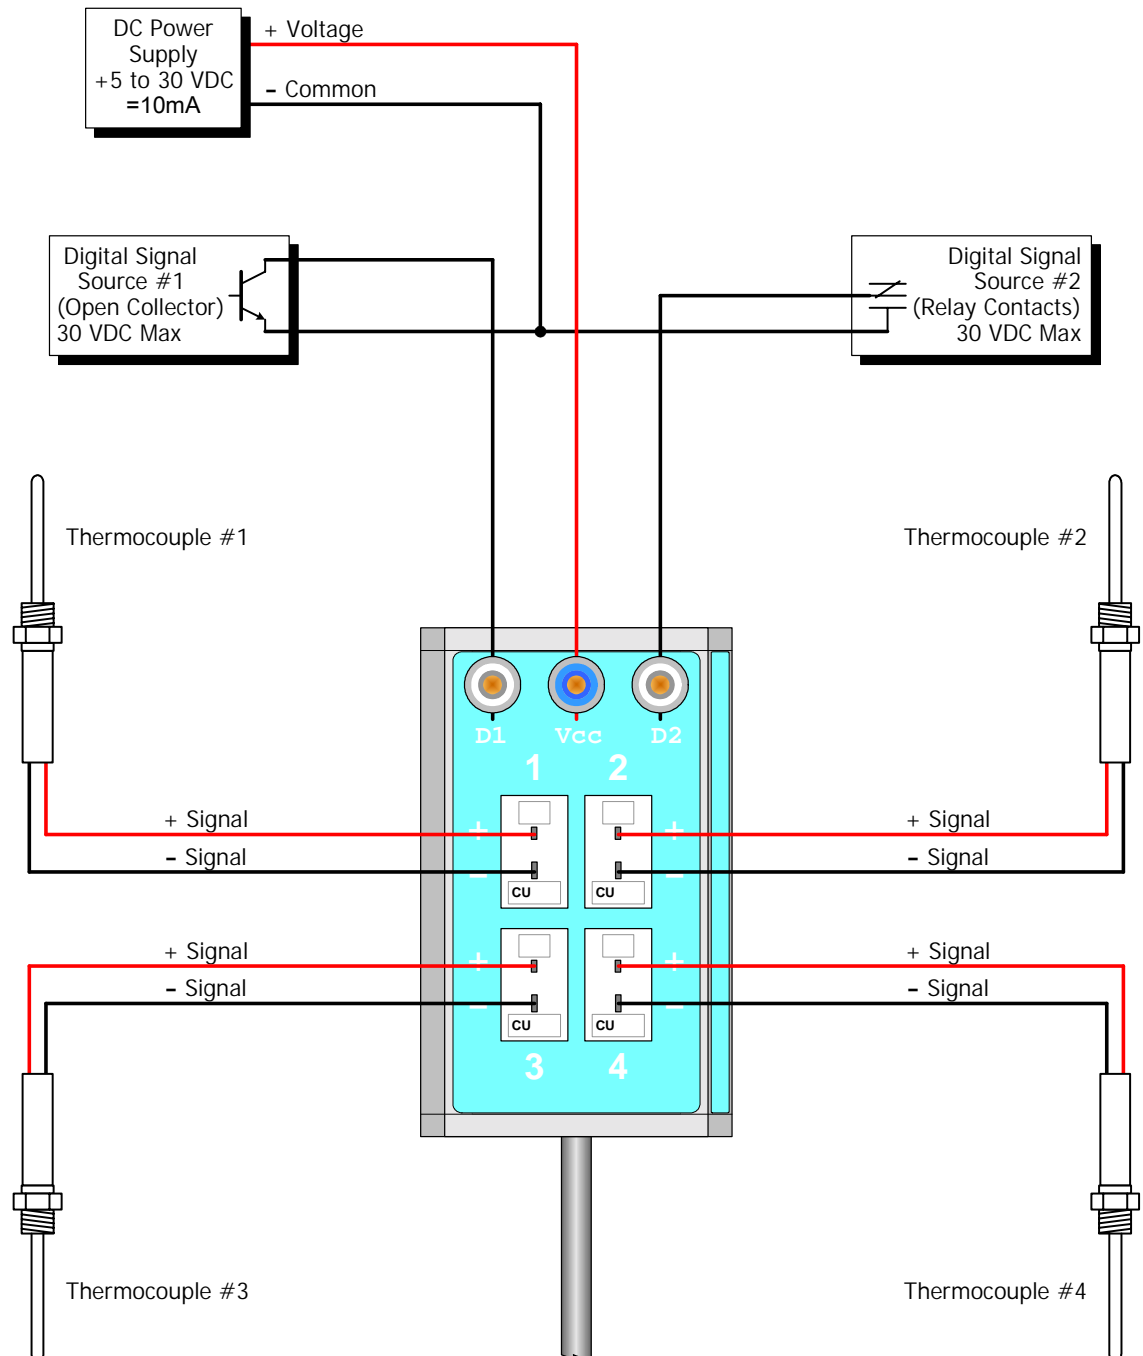 DC Power
Supply
+5 to 30 VDC
=10mA
+ Voltage
- Common
Digital Signal
Source #1
(Open Collector)
30 VDC Max
Digital Signal
Source #2
(Relay Contacts)
30 VDC Max
Thermocouple #1
Thermocouple #2
D1 Vcc D2
1 2
+ Signal
+ +
+ Signal
- Signal
- -
- Signal
CU CU
+ Signal
+ +
+ Signal
- Signal
- -
- Signal
CU CU
3 4
Thermocouple #3
Thermocouple #4